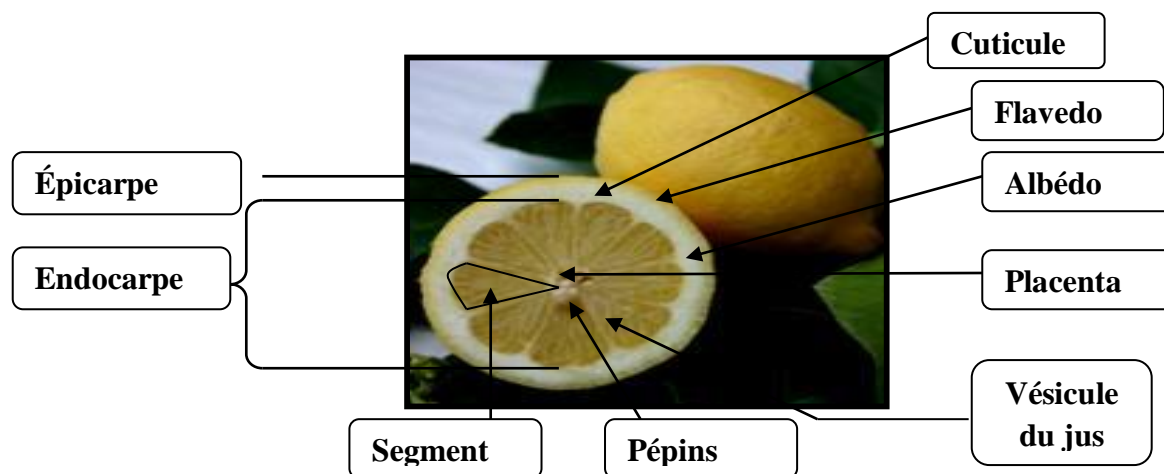 Cuticule
Flavedo
Épicarpe
Albédo
Endocarpe
Placenta
Vésicule
du jus
Segment
Pépins